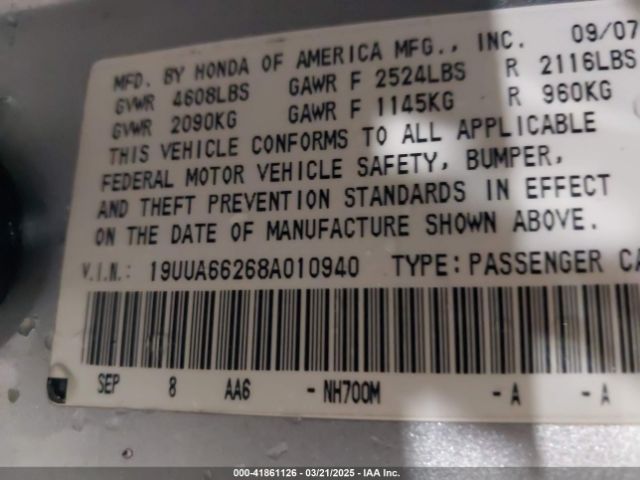 MFD. BY HONDA OF AMERICA MFG., INC. 09/07
GVWR 4608LBS GAWR F 2524LBS R 2116LBS
GVWR 2090KG GAWR F 1145KG R 960KG
THIS VEHICLE CONFORMS TO ALL APPLICABLE
FEDERAL MOTOR VEHICLE SAFETY, BUMPER,
AND THEFT PREVENTION STANDARDS IN EFFECT
ON THE DATE OF MANUFACTURE SHOWN ABOVE.
V.I.N.: 19UUA66268A010940 TYPE: PASSENGER CA
SEP 8 AA6 - NH700M - A - A
000-41861126 - 03/21/2025 - IAA Inc.